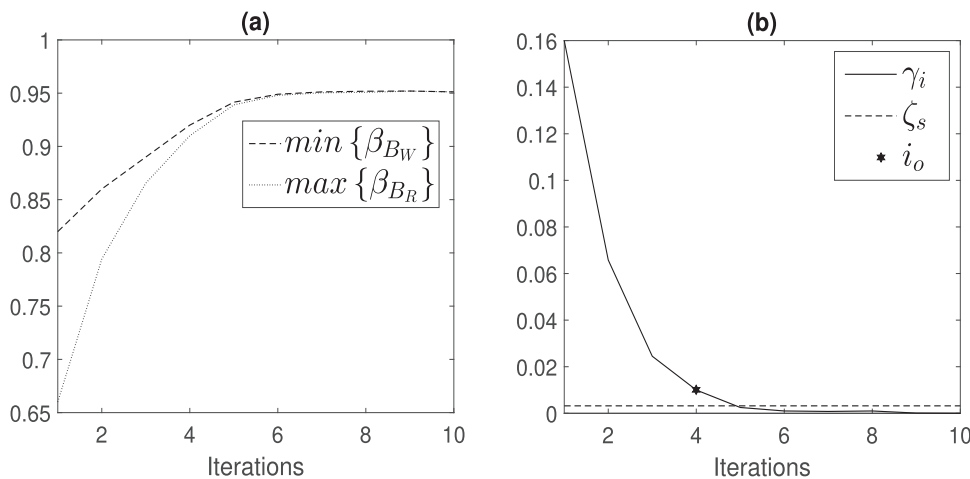 (a)
1
0.95
0.9
0.85
0.8
0.75
0.7
0.65
2 4 6 8 10
Iterations
min {β_{B_W}}
max {β_{B_R}}
(b)
0.16
0.14
0.12
0.1
0.08
0.06
0.04
0.02
0
2 4 6 8 10
Iterations
γ_i
ζ_s
i_o